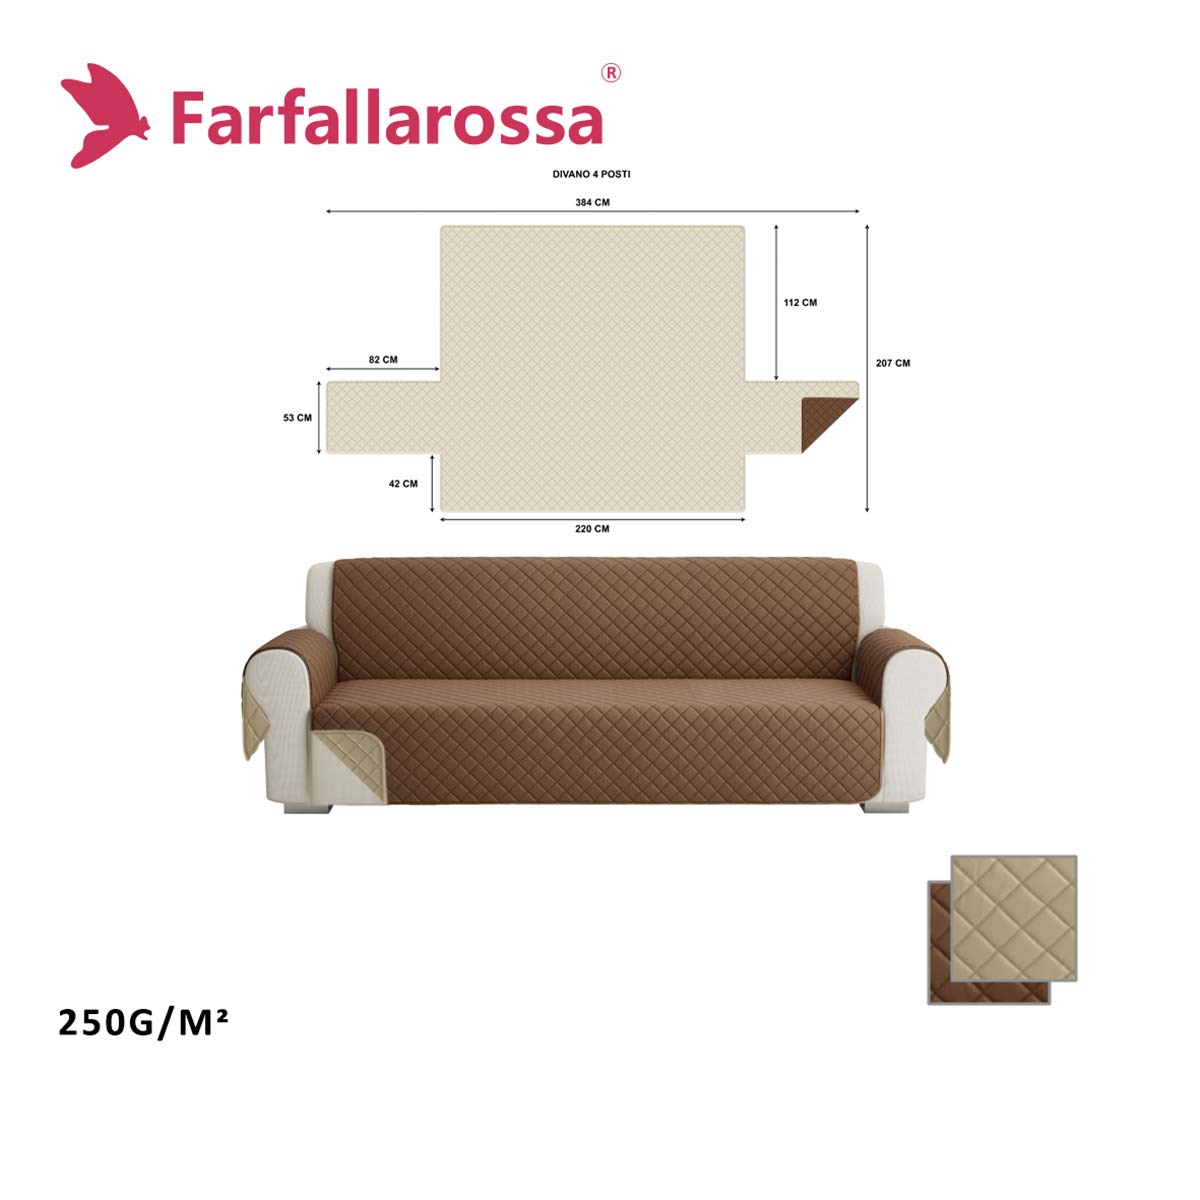 Farfallarossa®
DIVANO 4 POSTI
384 CM
112 CM
82 CM
207 CM
53 CM
42 CM
220 CM
250G/M²